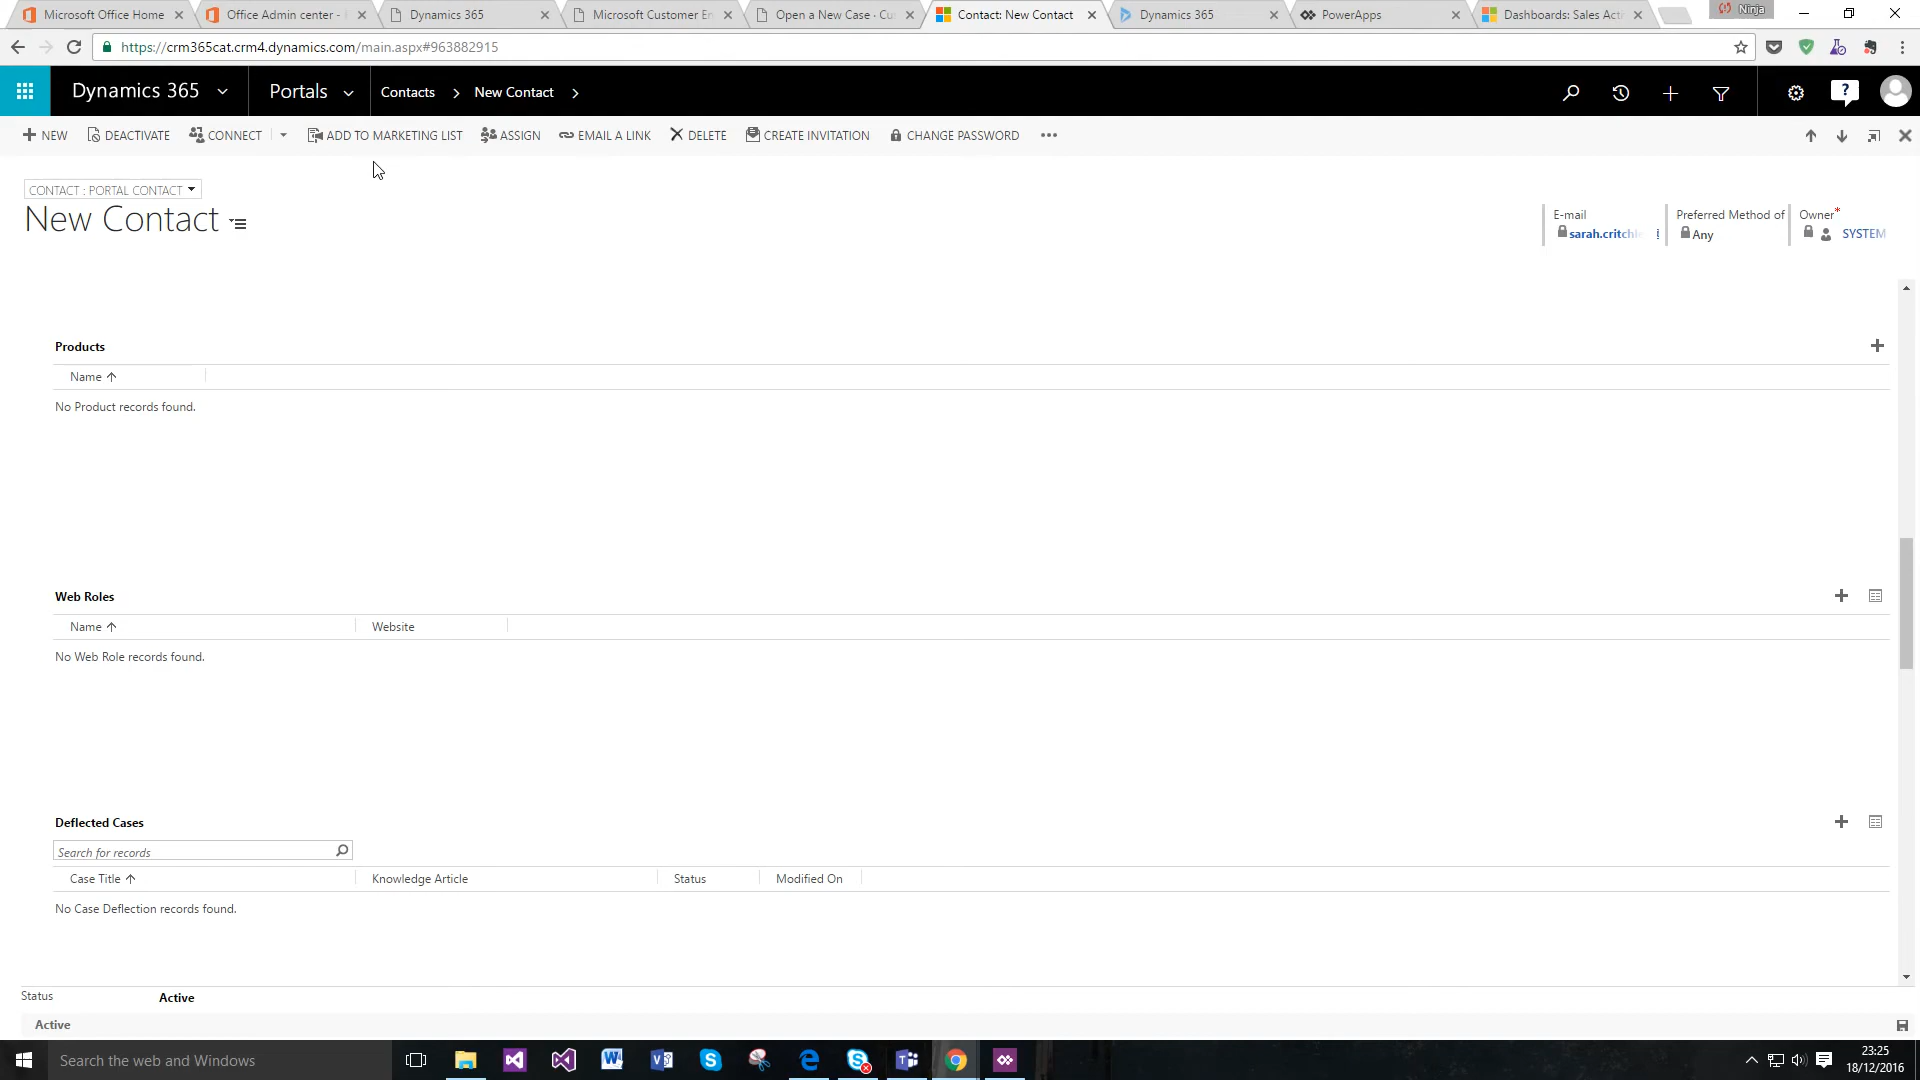 Microsoft Office Home
Office Admin center -
Dynamics 365
Microsoft Customer En
Open a New Case - Cu
Contact: New Contact
Dynamics 365
PowerApps
Dashboards: Sales Acti
Ninja
https://crm365cat.crm4.dynamics.com/main.aspx#963882915
Dynamics 365
Portals
Contacts
New Contact
NEW
DEACTIVATE
CONNECT
ADD TO MARKETING LIST
ASSIGN
EMAIL A LINK
DELETE
CREATE INVITATION
CHANGE PASSWORD
CONTACT : PORTAL CONTACT
New Contact
E-mail
sarah.critchl
Preferred Method of
Any
Owner*
SYSTEM
Products
Name
No Product records found.
Web Roles
Name
Website
No Web Role records found.
Deflected Cases
Search for records
Case Title
Knowledge Article
Status
Modified On
No Case Deflection records found.
Status
Active
Active
Search the web and Windows
23:25
18/12/2016